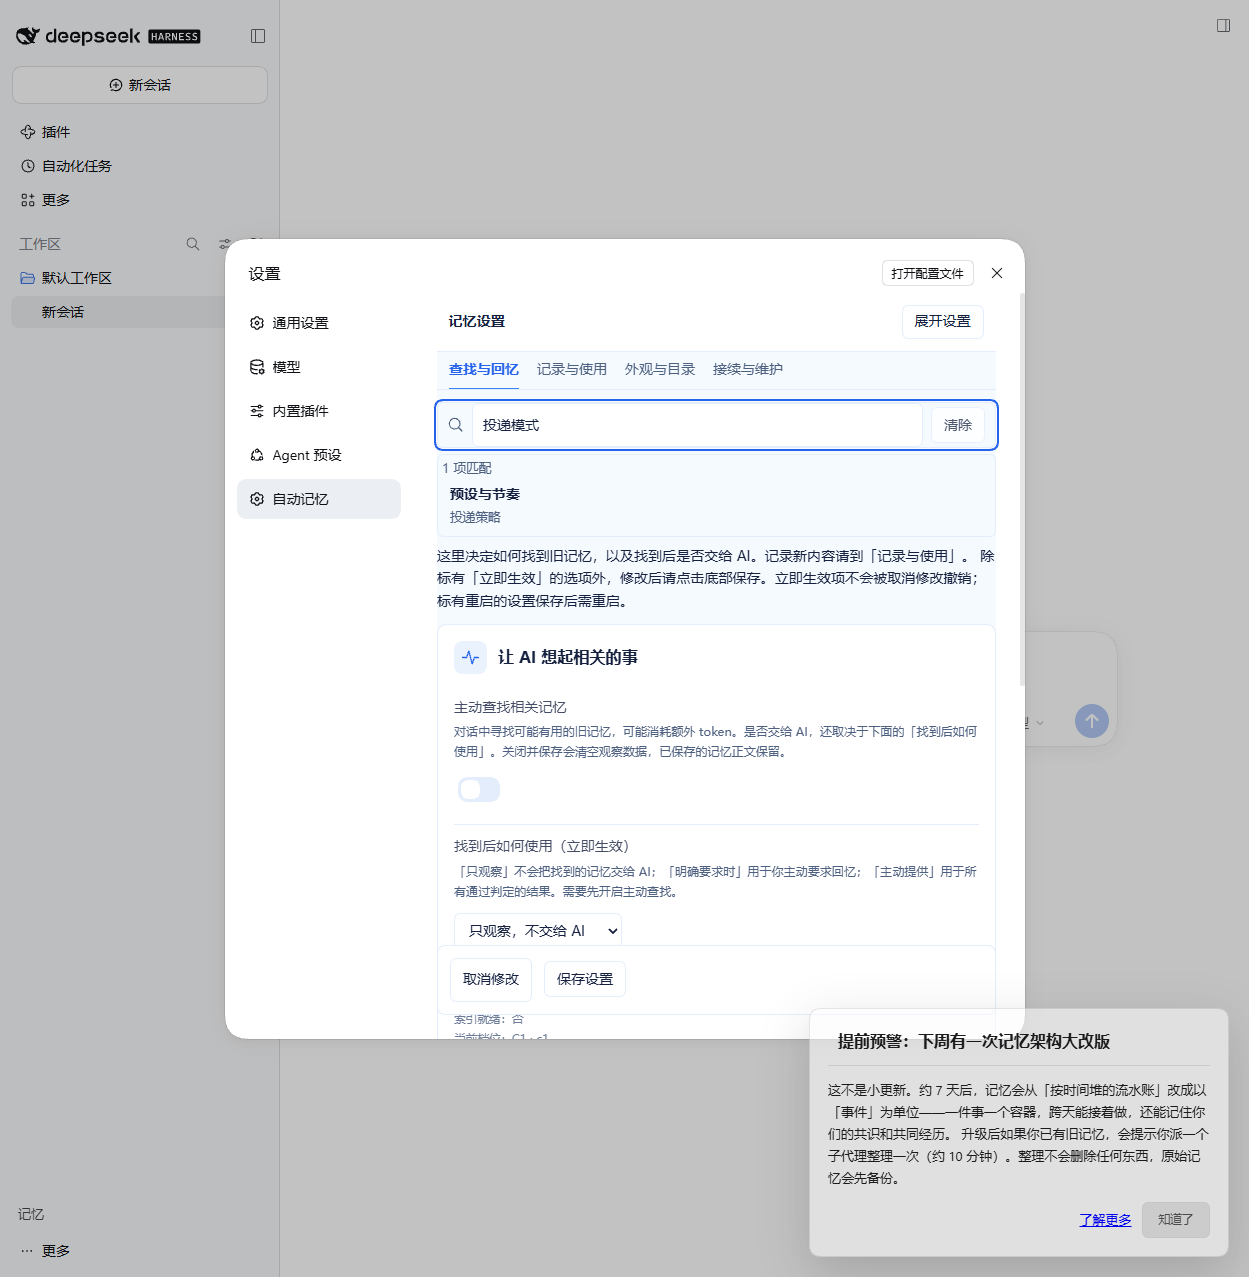 deepseek HARNESS
新会话
插件
自动化任务
更多
工作区
默认工作区
新会话
设置
打开配置文件
通用设置
模型
内置插件
Agent 预设
自动记忆
记忆设置
展开设置
查找与回忆 记录与使用 外观与目录 接续与维护
投递模式
清除
1 项匹配
预设与节奏
投递策略
这里决定如何找到旧记忆，以及找到后是否交给 AI。记录新内容请到「记录与使用」。 除
标有「立即生效」的选项外，修改后请点击底部保存。立即生效项不会被取消修改撤销；
标有重启的设置保存后需重启。
让 AI 想起相关的事
主动查找相关记忆
对话中寻找可能有用的旧记忆，可能消耗额外 token。是否交给 AI，还取决于下面的「找到后如何
使用」。关闭并保存会清空观察数据，已保存的记忆正文保留。
找到后如何使用（立即生效）
「只观察」不会把找到的记忆交给 AI；「明确要求时」用于你主动要求回忆；「主动提供」用于所
有通过判定的结果。需要先开启主动查找。
只观察，不交给 AI
取消修改
保存设置
索引就绪：否
当前档位：C1 · c1
型
提前预警：下周有一次记忆架构大改版
这不是小更新。约 7 天后，记忆会从「按时间堆的流水账」改成以
「事件」为单位——一件事一个容器，跨天能接着做，还能记住你
们的共识和共同经历。 升级后如果你已有旧记忆，会提示你派一个
子代理整理一次（约 10 分钟）。整理不会删除任何东西，原始记
忆会先备份。
了解更多
知道了
记忆
更多